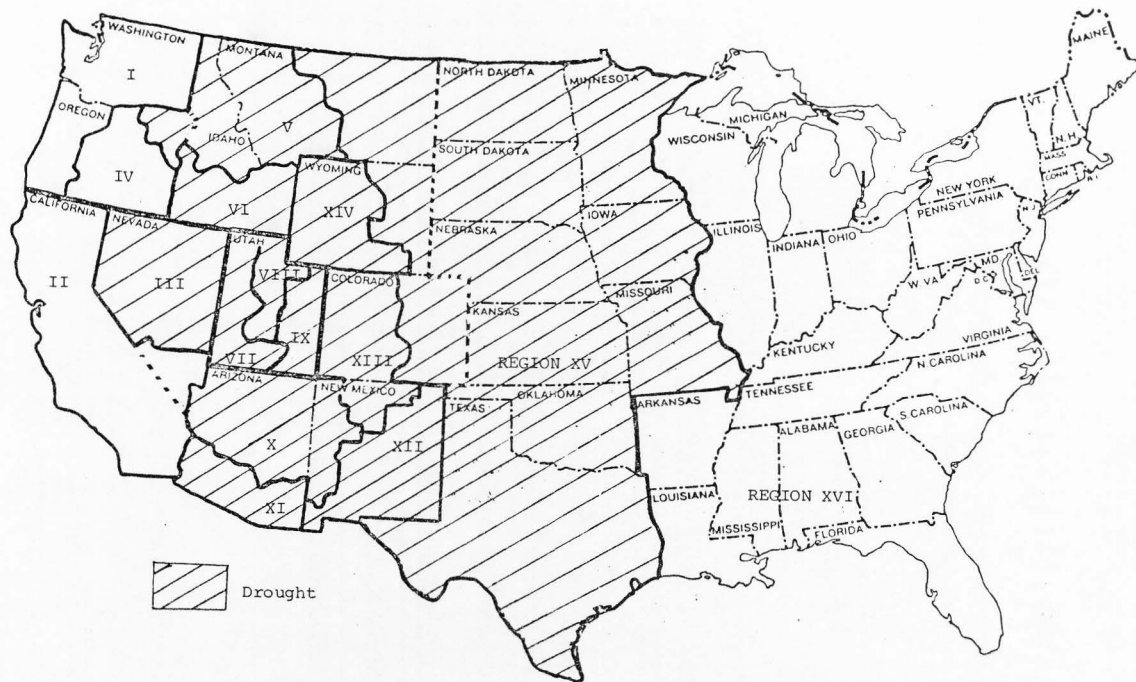 WASHINGTON
I
MONTANA
NORTH DAKOTA
MINNESOTA
MAINE
OREGON
IDAHO
V
SOUTH DAKOTA
WISCONSIN
MICHIGAN
VT.
N.H.
MASS
CONN
R.I.
NEW YORK
IV
WYOMING
XIV
VI
CALIFORNIA
NEVADA
UTAH
NEBRASKA
IOWA
ILLINOIS
INDIANA
OHIO
PENNSYLVANIA
N.J.
MD.
DEL
D.C.
W.VA.
II
III
VIII
COLORADO
IX
XIII
KANSAS
MISSOURI
REGION XV
KENTUCKY
VIRGINIA
N CAROLINA
VII
ARIZONA
NEW MEXICO
TEXAS
OKLAHOMA
ARKANSAS
TENNESSEE
S. CAROLINA
X
XII
XI
ALABAMA
GEORGIA
LOUISIANA
REGION XVI
MISSISSIPPI
FLORIDA
Drought